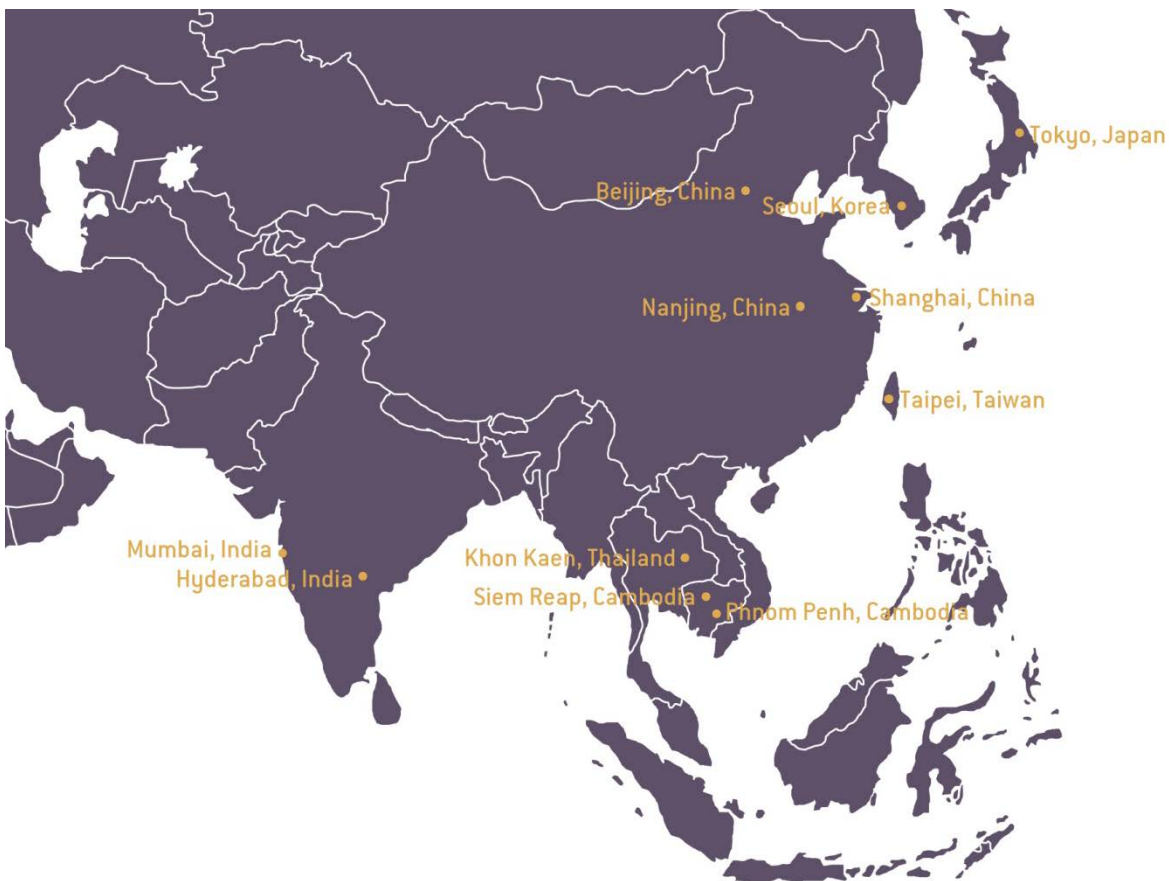 Tokyo, Japan
Beijing, China
Seoul, Korea
Shanghai, China
Nanjing, China
Taipei, Taiwan
Mumbai, India
Khon Kaen, Thailand
Hyderabad, India
Siem Reap, Cambodia
Phnom Penh, Cambodia